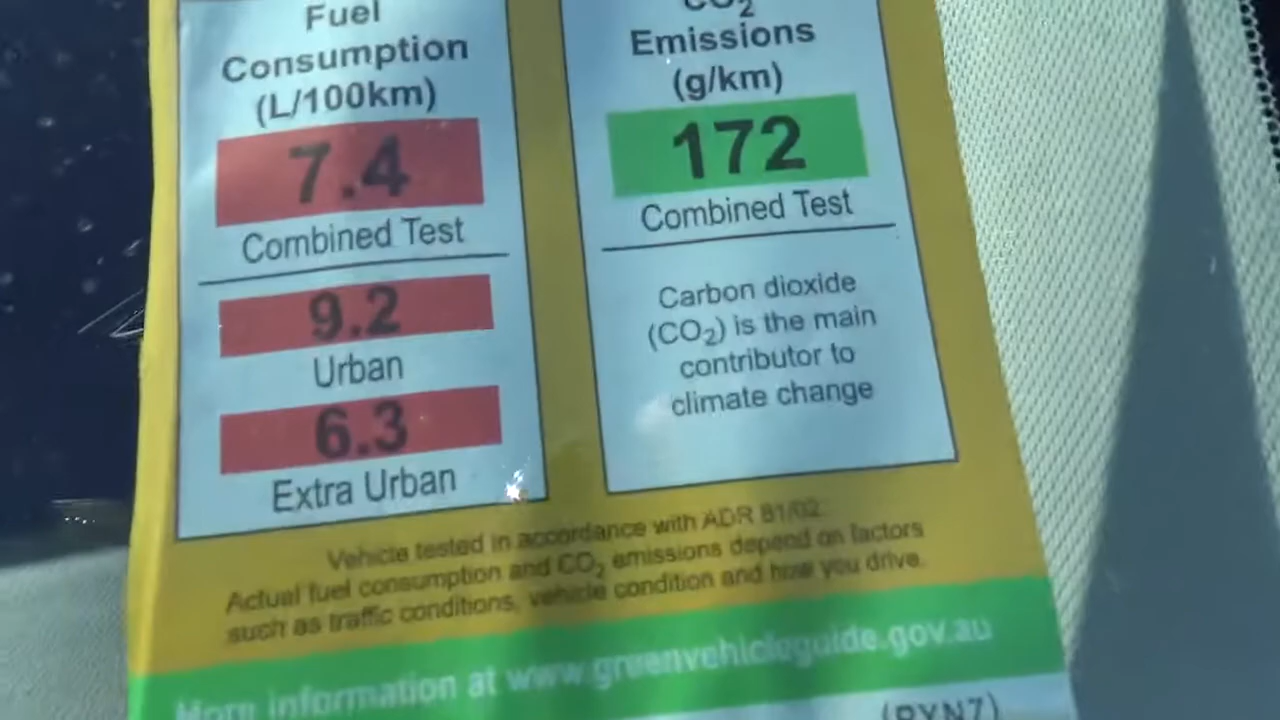 Fuel
Consumption
(L/100km)
7.4
Combined Test
9.2
Urban
6.3
Extra Urban
CO2
Emissions
(g/km)
172
Combined Test
Carbon dioxide
(CO2) is the main
contributor to
climate change
Vehicle tested in accordance with ADR 81/02.
Actual fuel consumption and CO2 emissions depend on factors
such as traffic conditions, vehicle condition and how you drive.
More information at www.greenvehicleguide.gov.au
(RYN7)